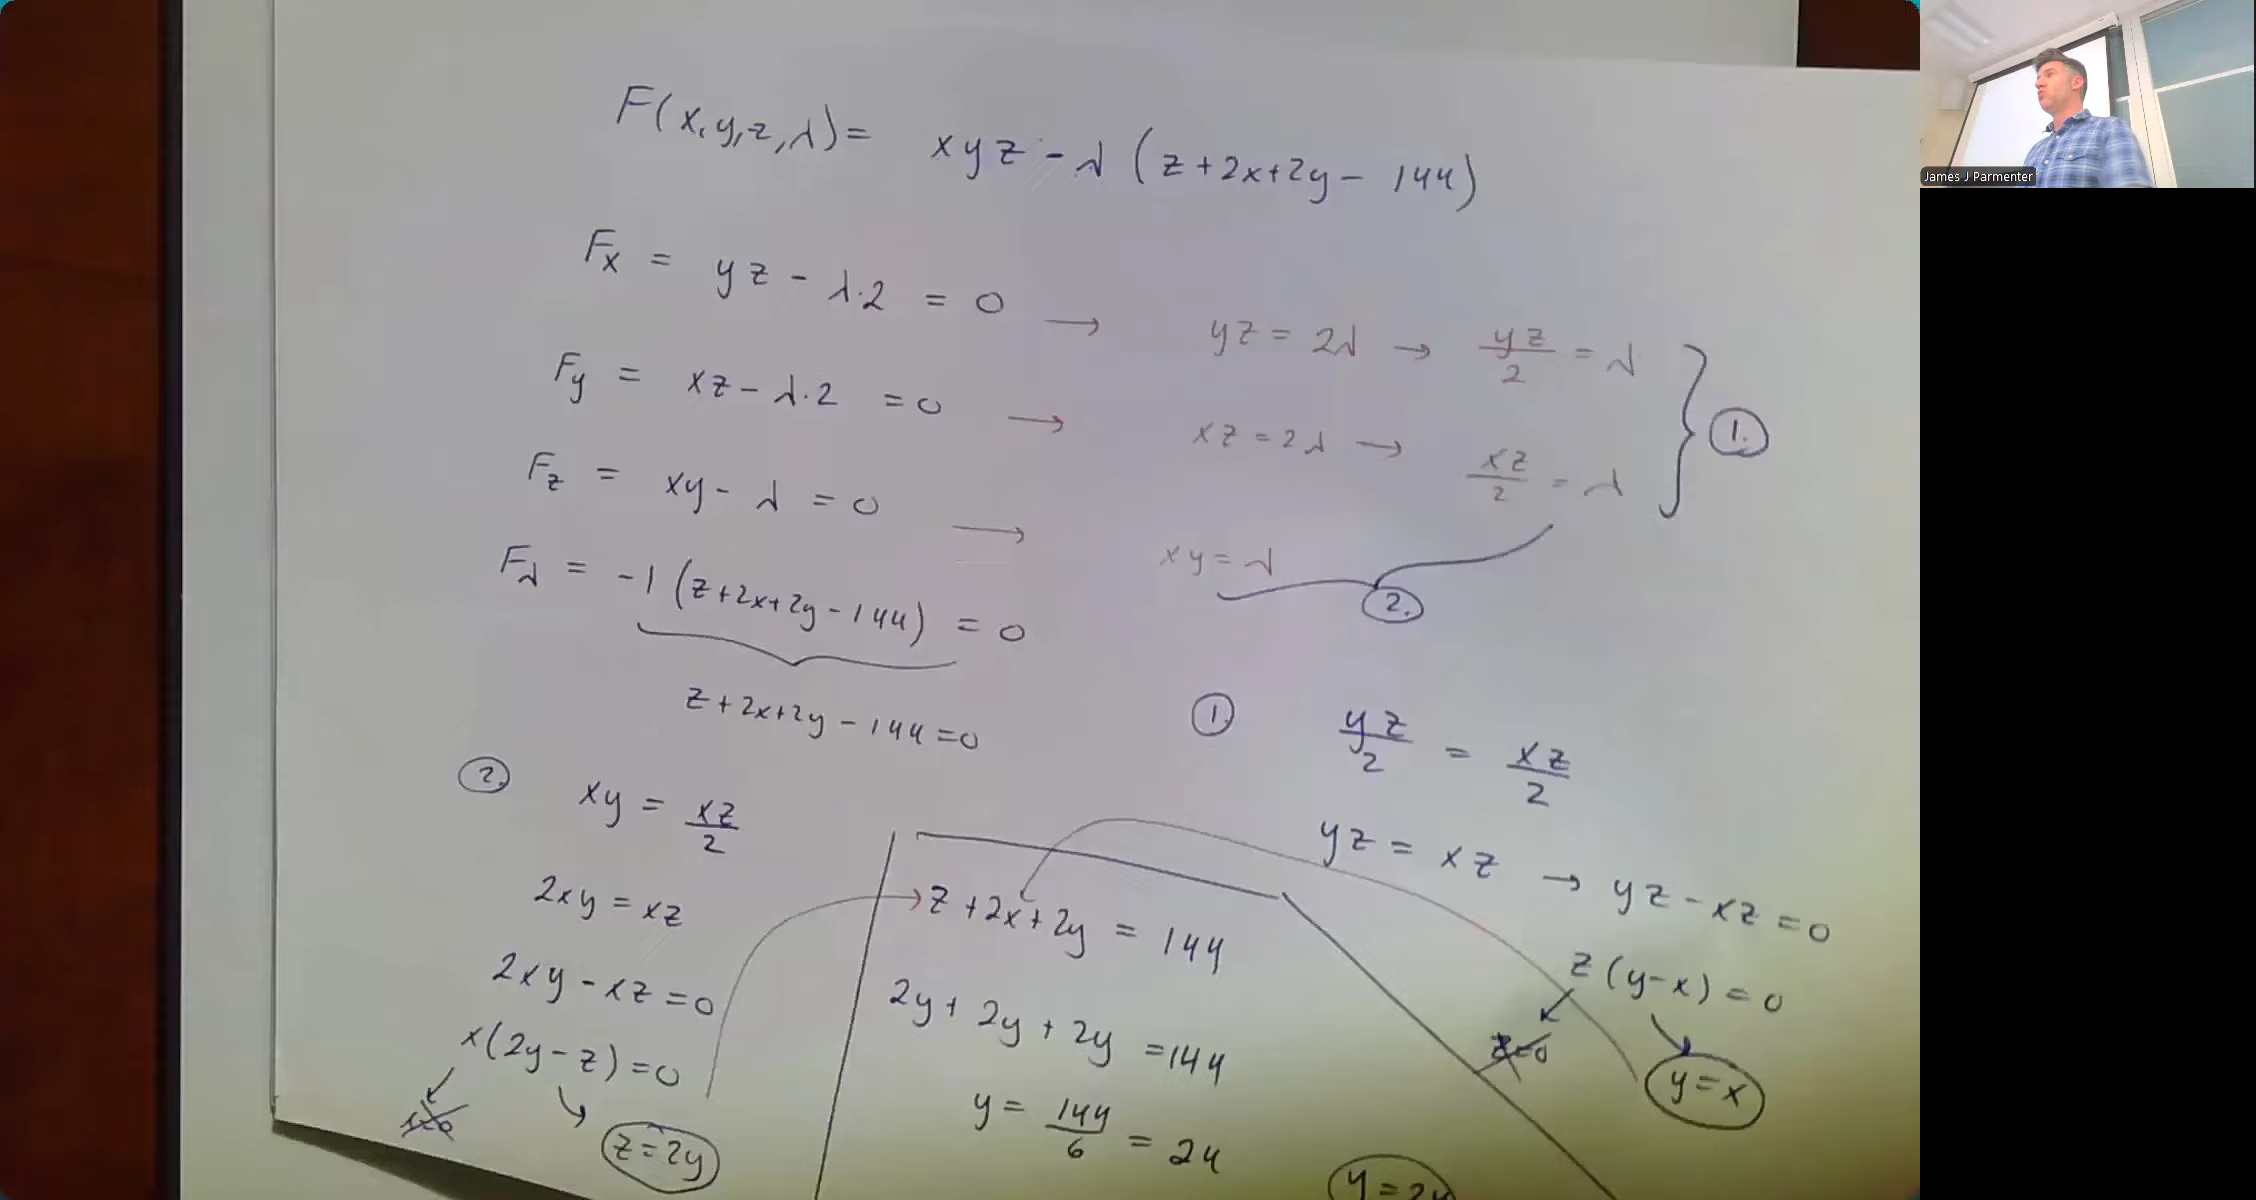 F(x,y,z,λ)= xyz - λ (z+2x+2y- 144)
Fx = yz - λ·2 = 0 → yz = 2λ → yz/2 = λ
1.
Fy = xz - λ·2 = 0 → xz = 2λ → xz/2 = λ
Fz = xy - λ = 0 → xy = λ
2.
Fλ = -1 (z+2x+2y-144) = 0
z+2x+2y-144=0
1. yz/2 = xz/2
yz = xz → yz-xz=0
z(y-x)=0
z=0
y=x
2. xy = xz/2
2xy = xz
2xy-xz=0
x(2y-z)=0
z=2y
z+2x+2y = 144
2y+2y+2y=144
y= 144/6 = 24
James J Parmenter